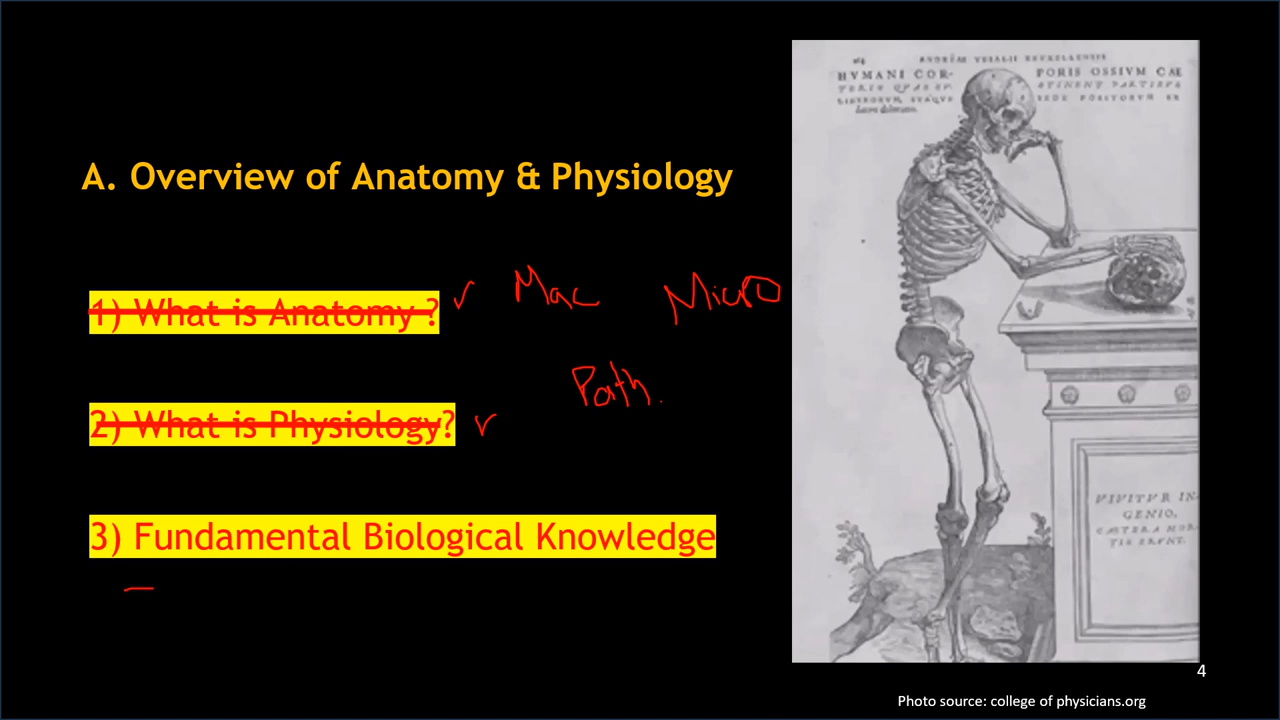 A. Overview of Anatomy & Physiology
1) What is Anatomy ?
Mac Micro
2) What is Physiology?
Path.
3) Fundamental Biological Knowledge
HVMANI COR-
PORIS OSSIVM CAE
VIVITVR IN
GENIO,
CAETERA MOR
TIS ERVNT.
4
Photo source: college of physicians.org